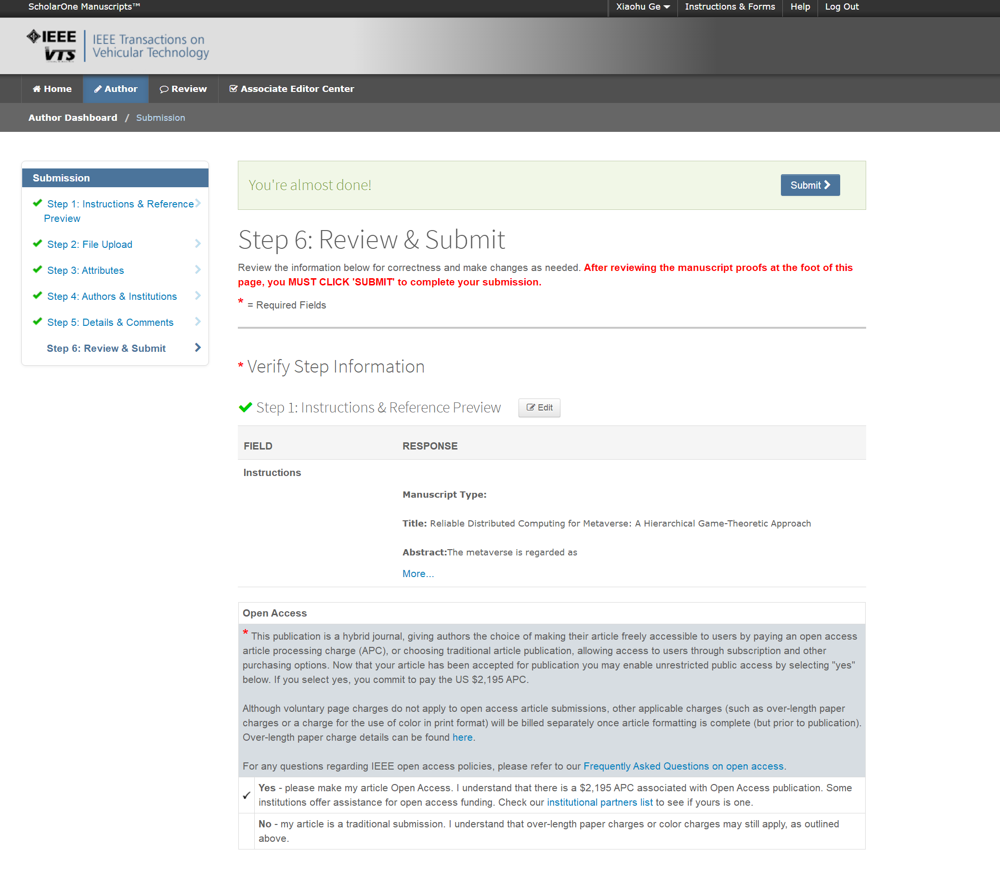 ScholarOne Manuscripts™
Xiaohu Ge
Instructions & Forms
Help
Log Out
IEEE
VTS
IEEE Transactions on
Vehicular Technology
Home
Author
Review
Associate Editor Center
Author Dashboard / Submission
Submission
Step 1: Instructions & Reference
Preview
Step 2: File Upload
Step 3: Attributes
Step 4: Authors & Institutions
Step 5: Details & Comments
Step 6: Review & Submit
You're almost done!
Submit
Step 6: Review & Submit
Review the information below for correctness and make changes as needed. After reviewing the manuscript proofs at the foot of this
page, you MUST CLICK 'SUBMIT' to complete your submission.
* = Required Fields
* Verify Step Information
Step 1: Instructions & Reference Preview
Edit
FIELD
RESPONSE
Instructions
Manuscript Type:
Title: Reliable Distributed Computing for Metaverse: A Hierarchical Game-Theoretic Approach
Abstract:The metaverse is regarded as
More...
Open Access
* This publication is a hybrid journal, giving authors the choice of making their article freely accessible to users by paying an open access
article processing charge (APC), or choosing traditional article publication, allowing access to users through subscription and other
purchasing options. Now that your article has been accepted for publication you may enable unrestricted public access by selecting "yes"
below. If you select yes, you commit to pay the US $2,195 APC.
Although voluntary page charges do not apply to open access article submissions, other applicable charges (such as over-length paper
charges or a charge for the use of color in print format) will be billed separately once article formatting is complete (but prior to publication).
Over-length paper charge details can be found here.
For any questions regarding IEEE open access policies, please refer to our Frequently Asked Questions on open access.
Yes - please make my article Open Access. I understand that there is a $2,195 APC associated with Open Access publication. Some
institutions offer assistance for open access funding. Check our institutional partners list to see if yours is one.
No - my article is a traditional submission. I understand that over-length paper charges or color charges may still apply, as outlined
above.